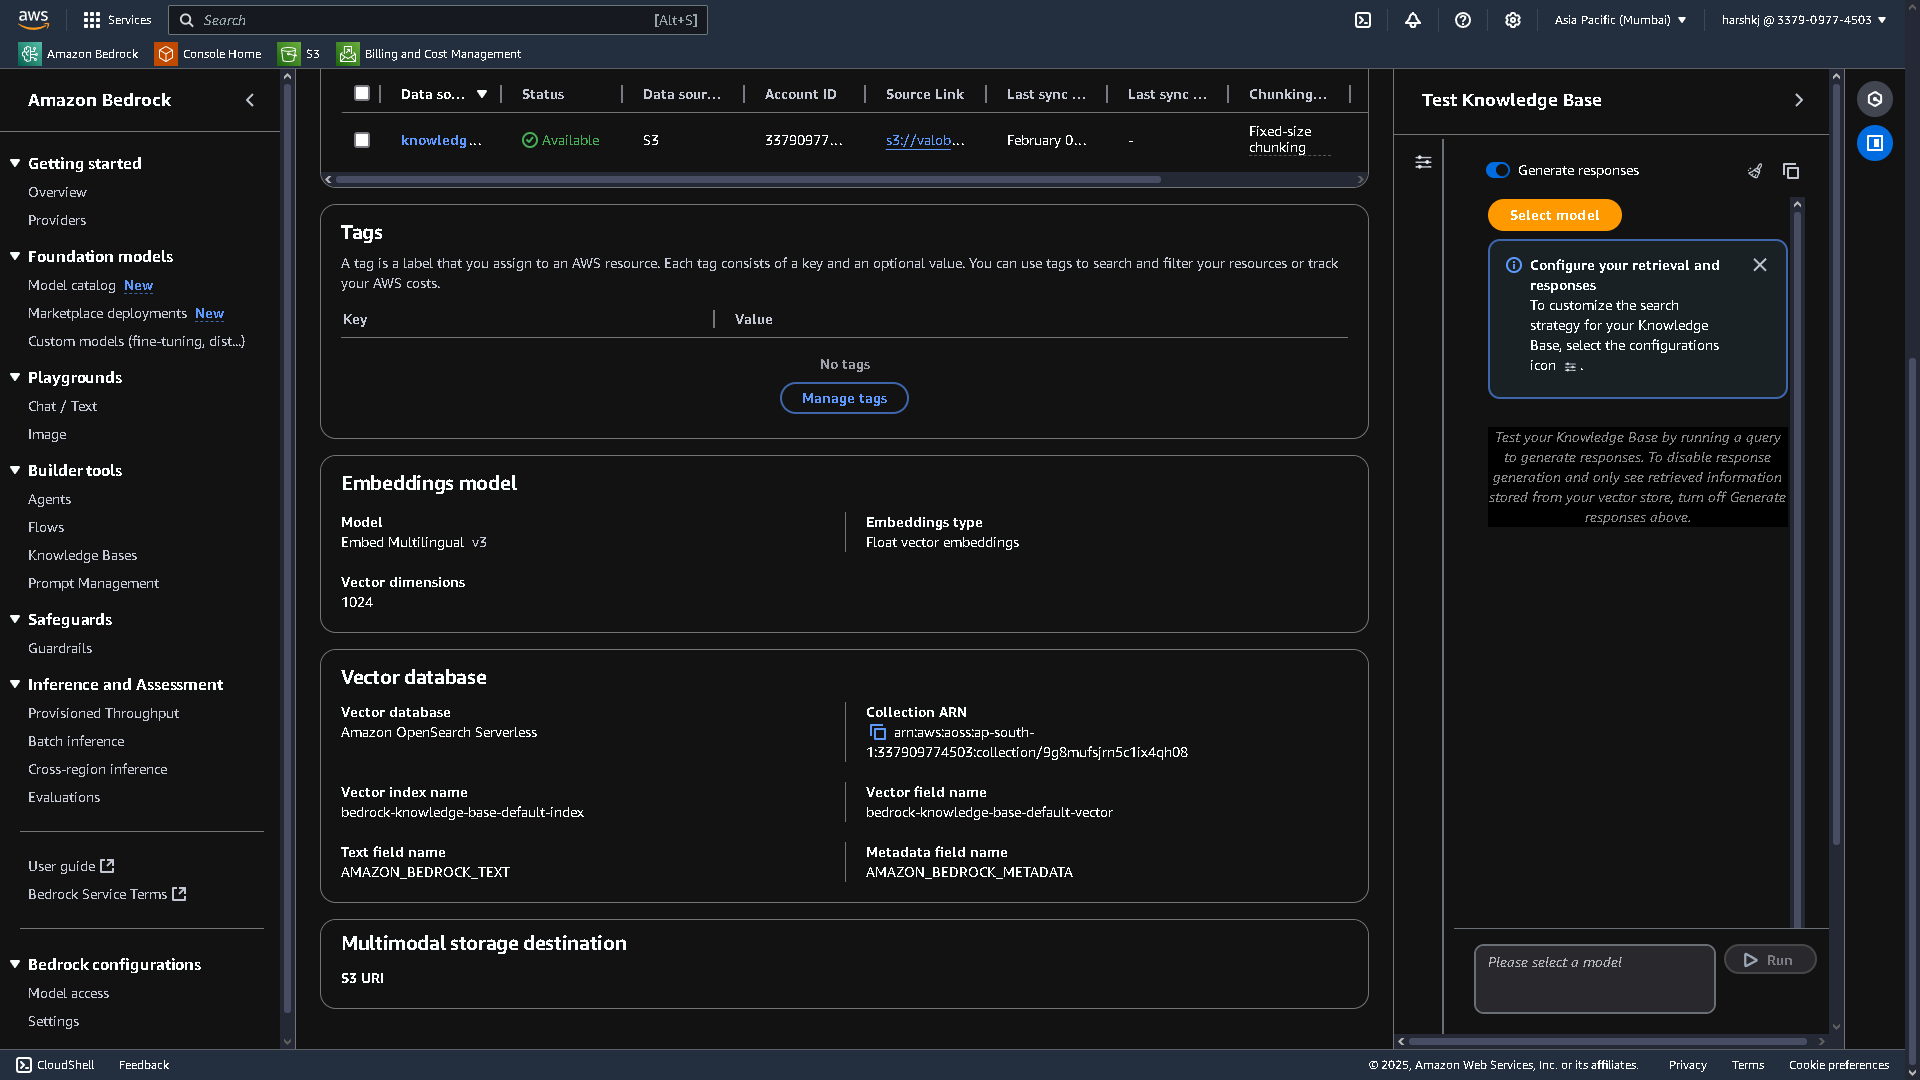 aws
Services
Search
[Alt+S]
Asia Pacific (Mumbai)
harshkj @ 3379-0977-4503
Amazon Bedrock
Console Home
S3
Billing and Cost Management
Amazon Bedrock
Getting started
Overview
Providers
Foundation models
Model catalog New
Marketplace deployments New
Custom models (fine-tuning, dist...)
Playgrounds
Chat / Text
Image
Builder tools
Agents
Flows
Knowledge Bases
Prompt Management
Safeguards
Guardrails
Inference and Assessment
Provisioned Throughput
Batch inference
Cross-region inference
Evaluations
User guide
Bedrock Service Terms
Bedrock configurations
Model access
Settings
Data so... Status Data sour... Account ID Source Link Last sync ... Last sync ... Chunking...
knowledg... Available S3 33790977... s3://valob... February 0... - Fixed-size
chunking
Tags
A tag is a label that you assign to an AWS resource. Each tag consists of a key and an optional value. You can use tags to search and filter your resources or track
your AWS costs.
Key Value
No tags
Manage tags
Embeddings model
Model
Embed Multilingual v3
Embeddings type
Float vector embeddings
Vector dimensions
1024
Vector database
Vector database
Amazon OpenSearch Serverless
Collection ARN
arn:aws:aoss:ap-south-
1:337909774503:collection/9g8mufsjrn5c1ix4qh08
Vector index name
bedrock-knowledge-base-default-index
Vector field name
bedrock-knowledge-base-default-vector
Text field name
AMAZON_BEDROCK_TEXT
Metadata field name
AMAZON_BEDROCK_METADATA
Multimodal storage destination
S3 URI
Test Knowledge Base
Generate responses
Select model
Configure your retrieval and
responses
To customize the search
strategy for your Knowledge
Base, select the configurations
icon .
Test your Knowledge Base by running a query
to generate responses. To disable response
generation and only see retrieved information
stored from your vector store, turn off Generate
responses above.
Please select a model
Run
CloudShell
Feedback
© 2025, Amazon Web Services, Inc. or its affiliates.
Privacy
Terms
Cookie preferences